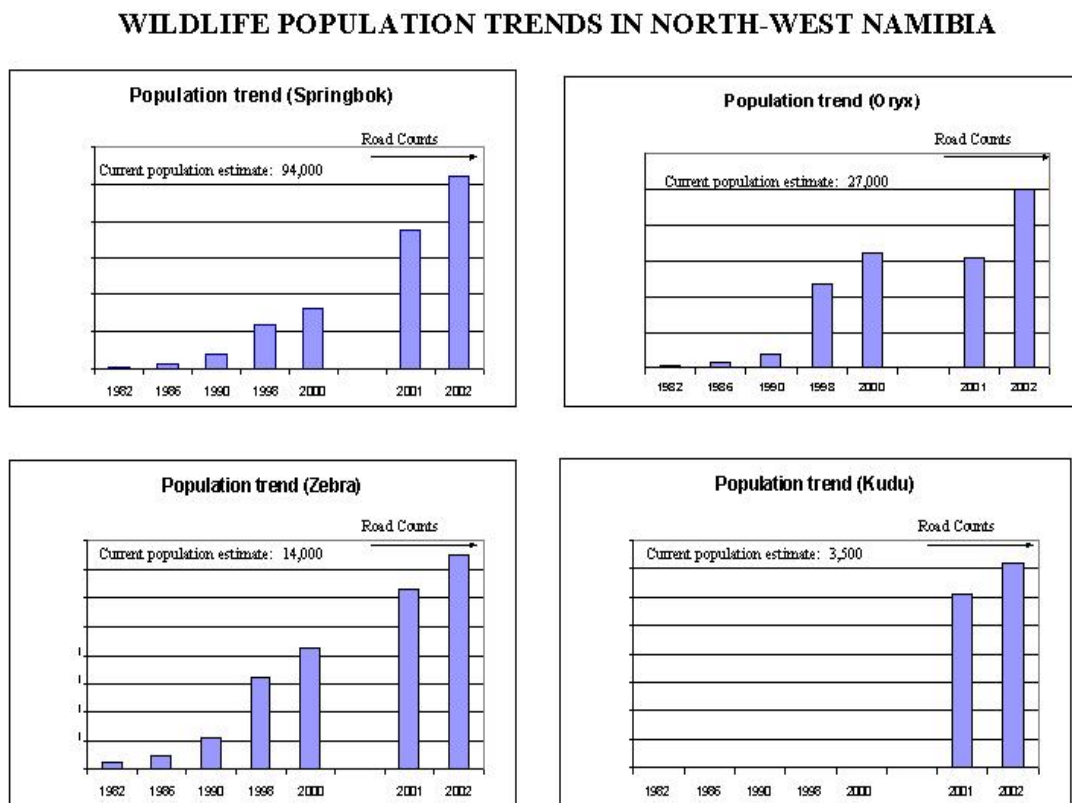 WILDLIFE POPULATION TRENDS IN NORTH-WEST NAMIBIA
Population trend (Springbok)
Road Counts
Current population estimate: 94,000
1982 1986 1990 1998 2000 2001 2002
Population trend (Oryx)
Road Counts
Current population estimate: 27,000
1982 1986 1990 1998 2000 2001 2002
Population trend (Zebra)
Road Counts
Current population estimate: 14,000
1982 1986 1990 1998 2000 2001 2002
Population trend (Kudu)
Road Counts
Current population estimate: 3,500
1982 1986 1990 1998 2000 2001 2002